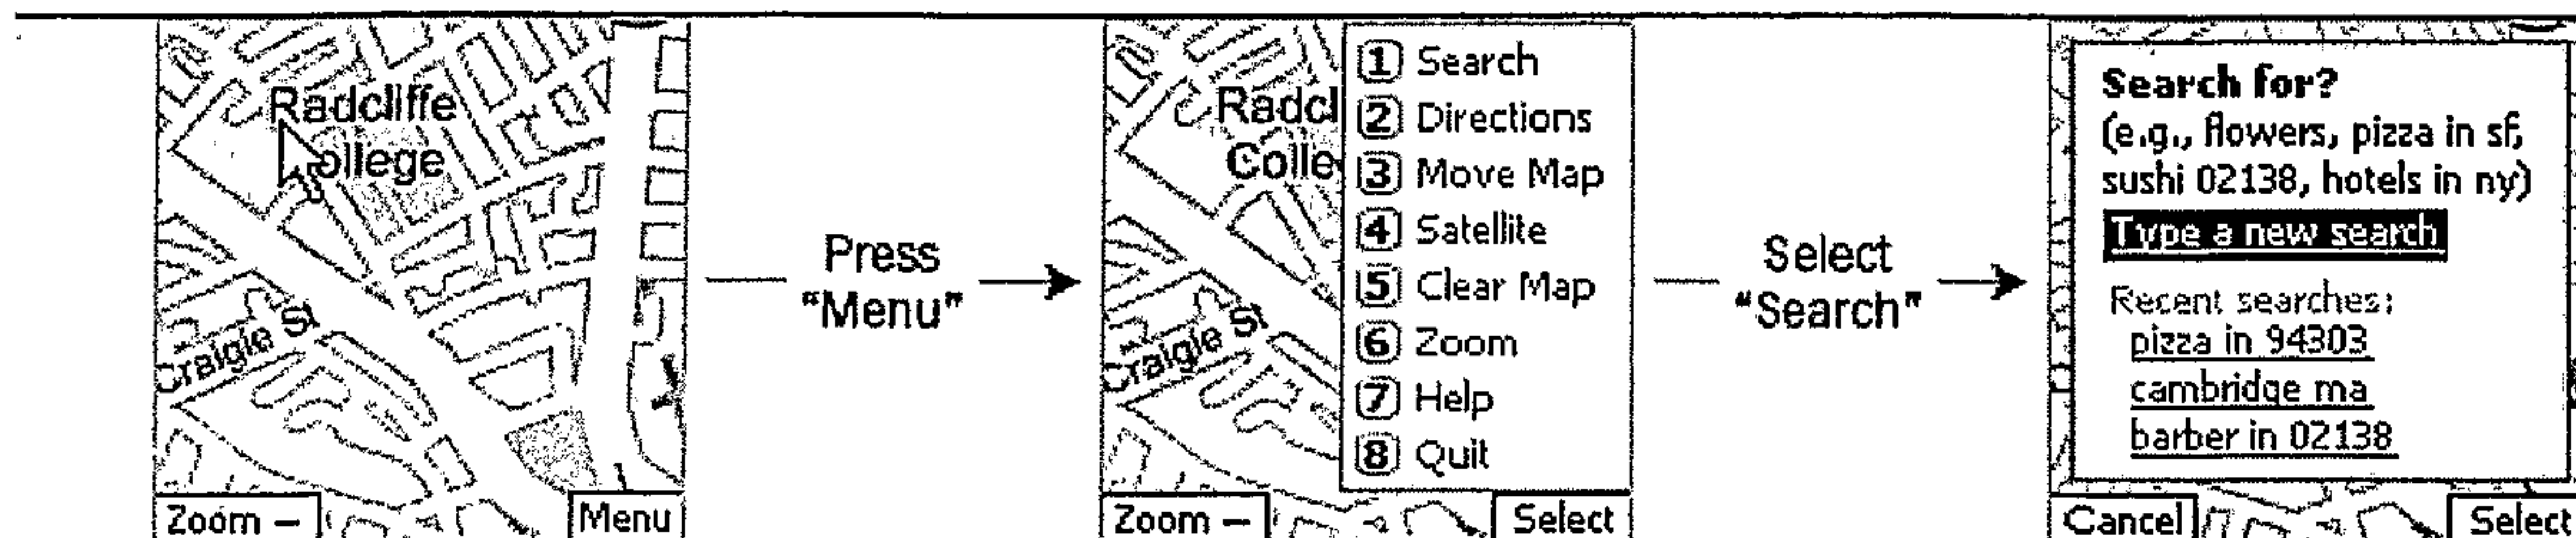 Radcliffe
College
Craigie St
Zoom –
Menu
Press
"Menu"
Radcl
Colle
Craigie St
1 Search
2 Directions
3 Move Map
4 Satellite
5 Clear Map
6 Zoom
7 Help
8 Quit
Zoom –
Select
Select
"Search"
Search for?
(e.g., flowers, pizza in sf,
sushi 02138, hotels in ny)
Type a new search
Recent searches:
pizza in 94303
cambridge ma
barber in 02138
Cancel
Select